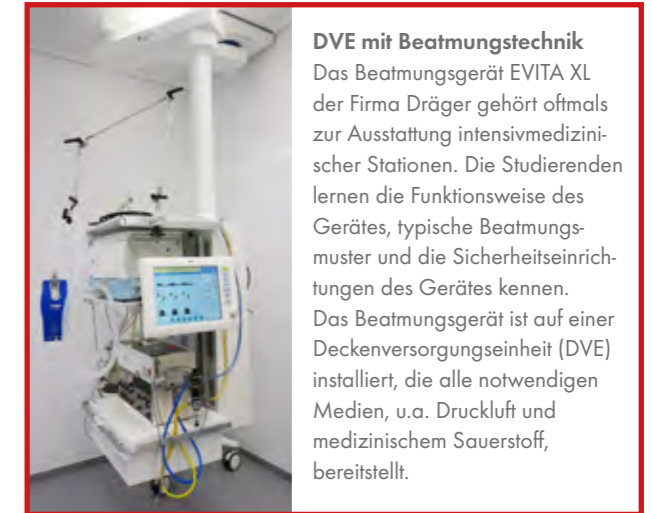 DVE mit Beatmungstechnik
Das Beatmungsgerät EVITA XL
der Firma Dräger gehört oftmals
zur Ausstattung intensivmedizini-
scher Stationen. Die Studierenden
lernen die Funktionsweise des
Gerätes, typische Beatmungs-
muster und die Sicherheitseinrich-
tungen des Gerätes kennen.
Das Beatmungsgerät ist auf einer
Deckenversorgungseinheit (DVE)
installiert, die alle notwendigen
Medien, u.a. Druckluft und
medizinischem Sauerstoff,
bereitstellt.